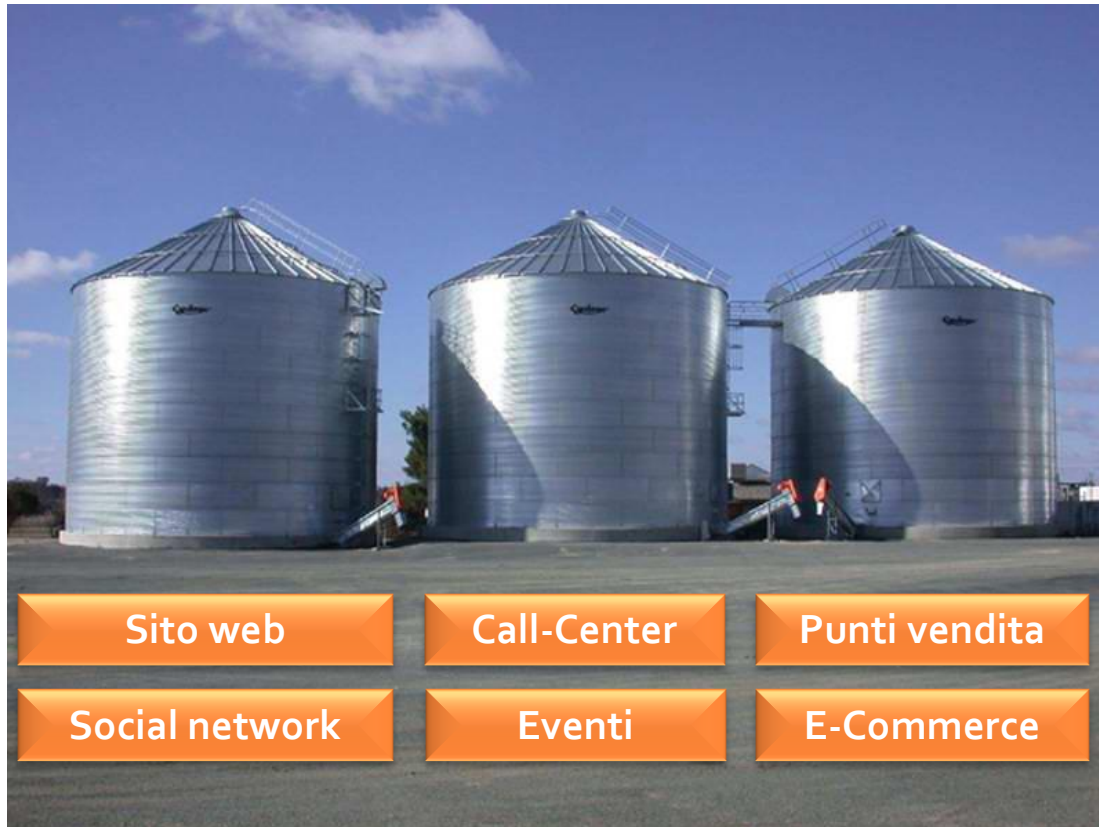 Sito web
Call-Center
Punti vendita
Social network
Eventi
E-Commerce